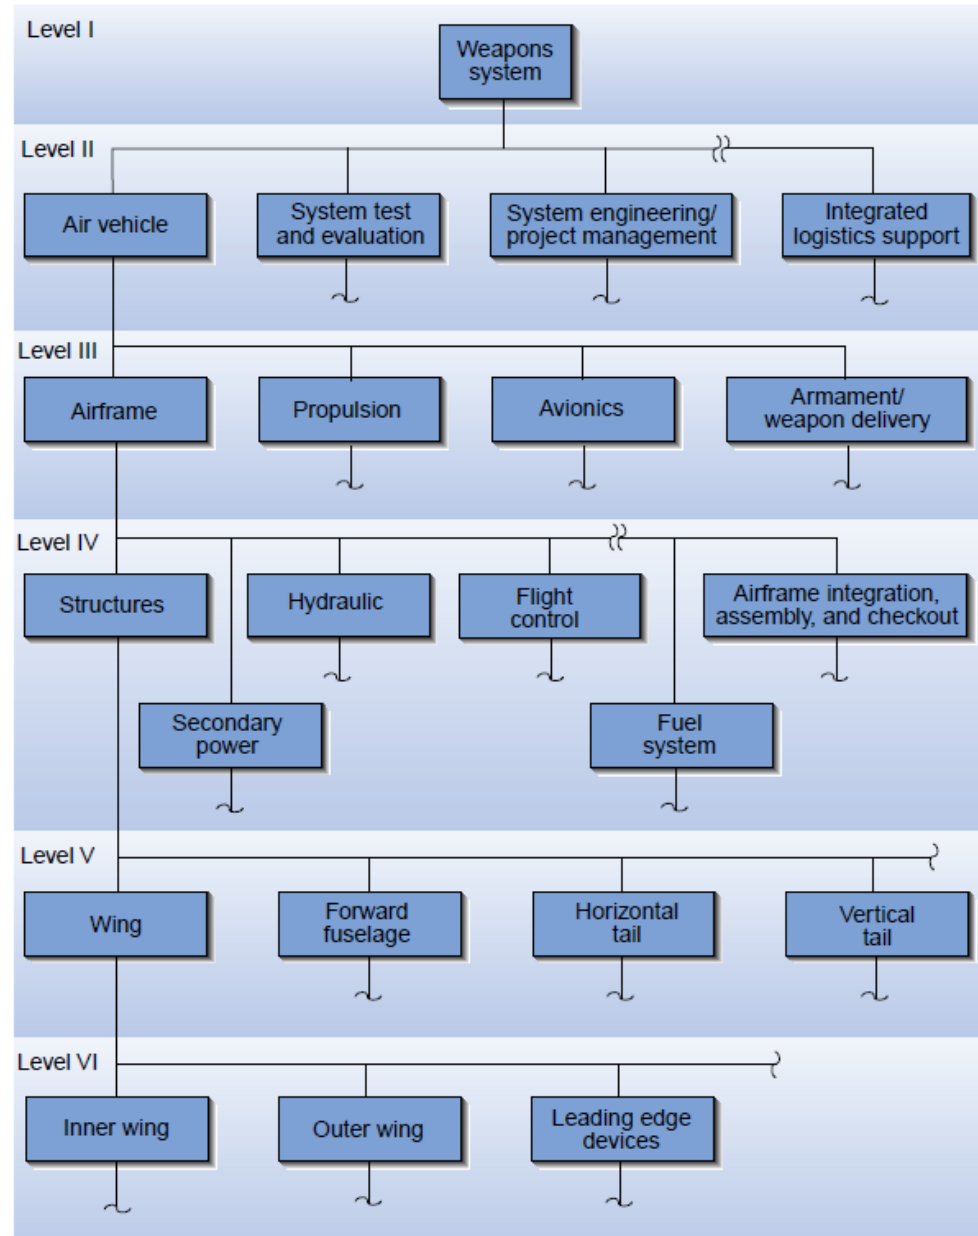 Level I
Weapons
system
Level II
Air vehicle
System test
and evaluation
System engineering/
project management
Integrated
logistics support
Level III
Airframe
Propulsion
Avionics
Armament/
weapon delivery
Level IV
Structures
Hydraulic
Flight
control
Airframe integration,
assembly, and checkout
Secondary
power
Fuel
system
Level V
Wing
Forward
fuselage
Horizontal
tail
Vertical
tail
Level VI
Inner wing
Outer wing
Leading edge
devices